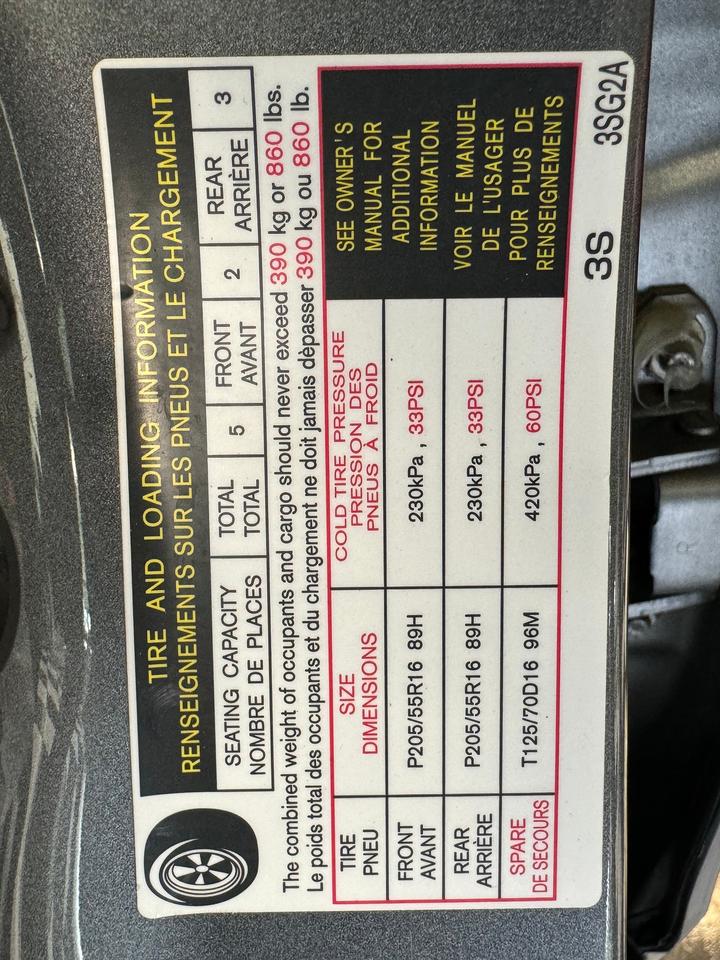 TIRE AND LOADING INFORMATION
RENSEIGNEMENTS SUR LES PNEUS ET LE CHARGEMENT
SEATING CAPACITY
NOMBRE DE PLACES
TOTAL
TOTAL
5
FRONT
AVANT
2
REAR
ARRIÈRE
3
The combined weight of occupants and cargo should never exceed 390 kg or 860 lbs.
Le poids total des occupants et du chargement ne doit jamais dépasser 390 kg ou 860 lb.
TIRE
PNEU
SIZE
DIMENSIONS
COLD TIRE PRESSURE
PRESSION DES
PNEUS À FROID
FRONT
AVANT
P205/55R16 89H
230kPa , 33PSI
REAR
ARRIÈRE
P205/55R16 89H
230kPa , 33PSI
SPARE
DE SECOURS
T125/70D16 96M
420kPa , 60PSI
SEE OWNER'S
MANUAL FOR
ADDITIONAL
INFORMATION
VOIR LE MANUEL
DE L'USAGER
POUR PLUS DE
RENSEIGNEMENTS
3S
3SG2A